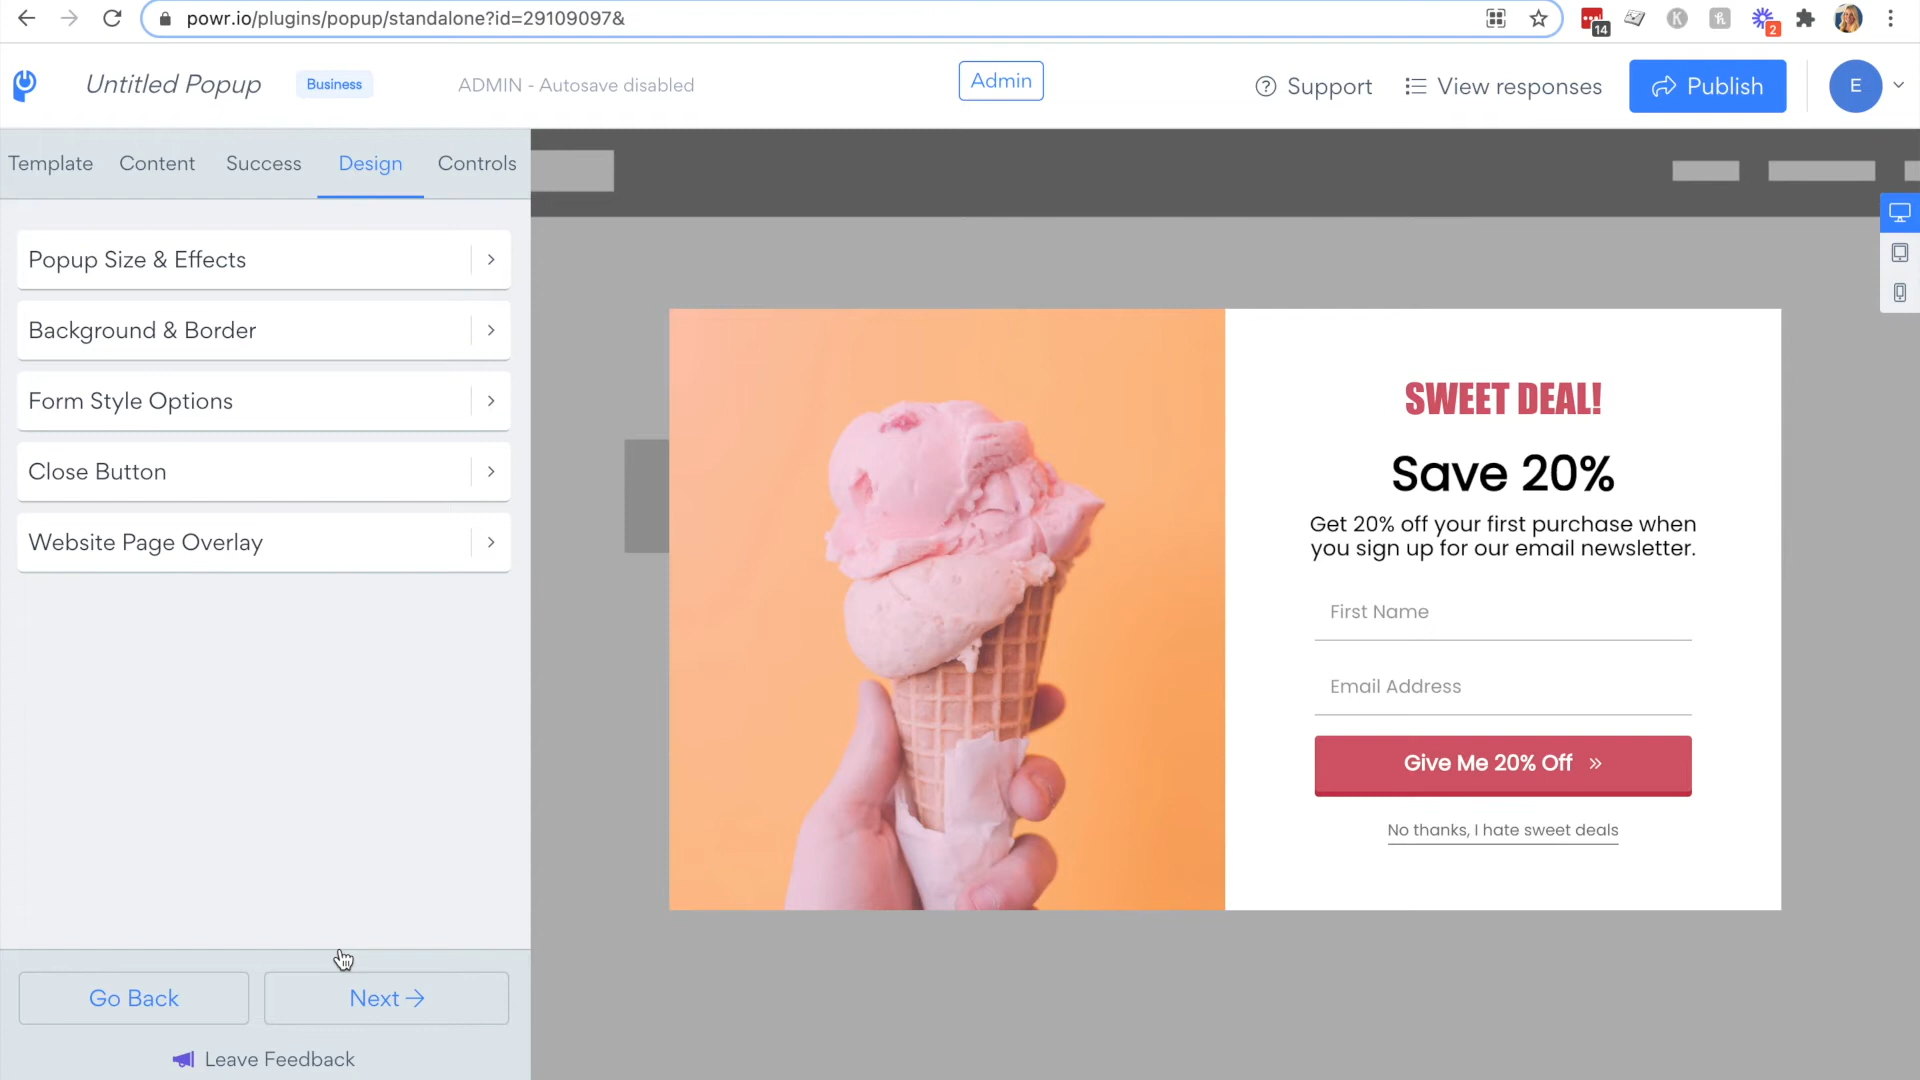 powr.io/plugins/popup/standalone?id=29109097&
14
K
2
Untitled Popup
Business
ADMIN - Autosave disabled
Admin
Support
View responses
Publish
E
Template
Content
Success
Design
Controls
Popup Size & Effects
Background & Border
Form Style Options
Close Button
Website Page Overlay
SWEET DEAL!
Save 20%
Get 20% off your first purchase when
you sign up for our email newsletter.
First Name
Email Address
Give Me 20% Off »
No thanks, I hate sweet deals
Go Back
Next →
Leave Feedback